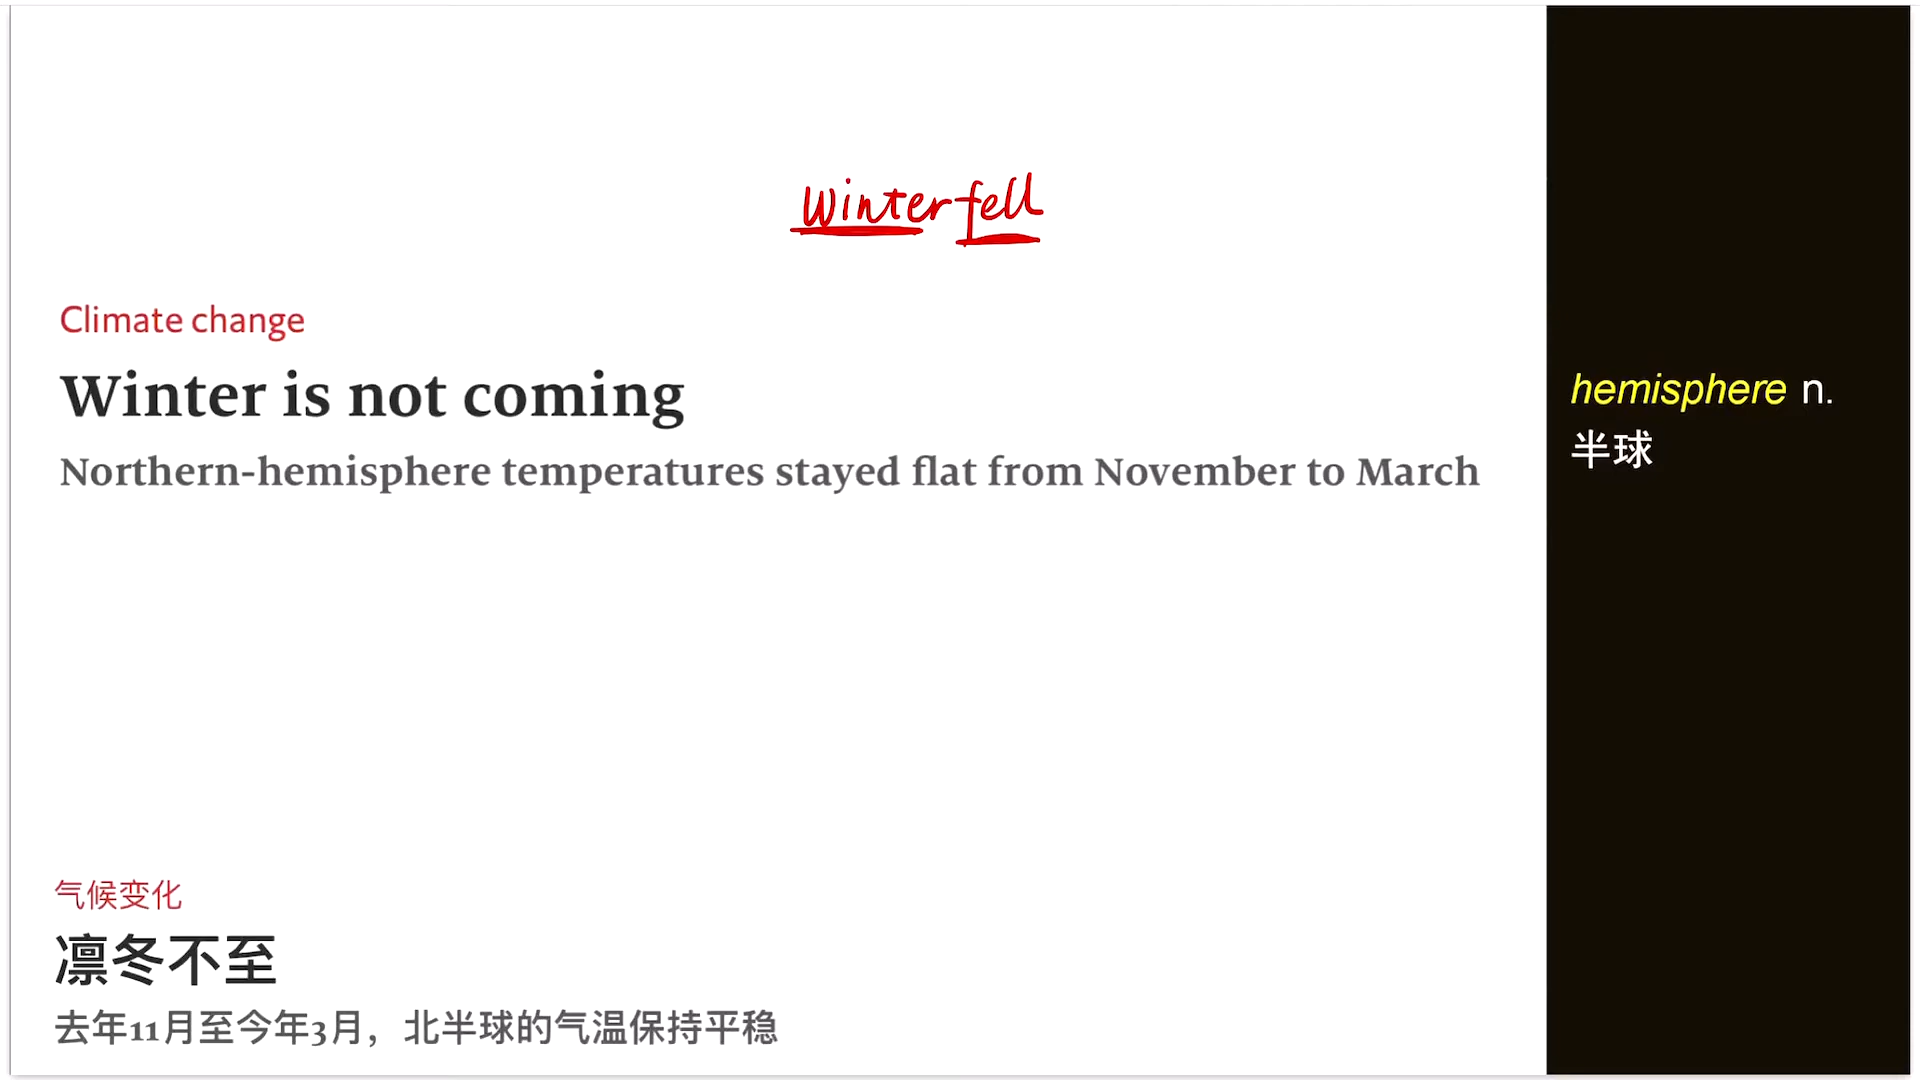 Winterfell
Climate change
Winter is not coming
Northern-hemisphere temperatures stayed flat from November to March
hemisphere n.
半球
气候变化
凛冬不至
去年11月至今年3月，北半球的气温保持平稳